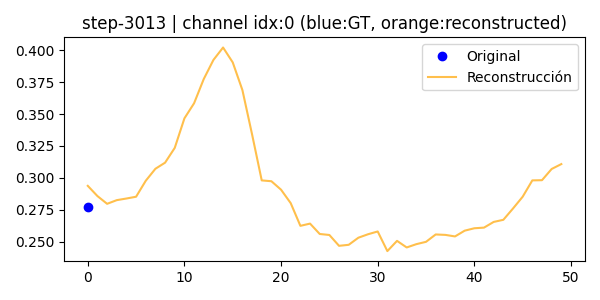 step-3013 | channel idx:0 (blue:GT, orange:reconstructed)
Original
Reconstrucción
0.400
0.375
0.350
0.325
0.300
0.275
0.250
0 10 20 30 40 50